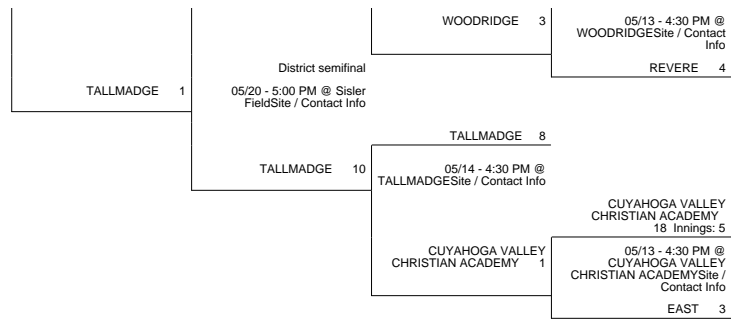 WOODRIDGE 3
05/13 - 4:30 PM @
WOODRIDGESite / Contact
Info
REVERE 4
District semifinal
TALLMADGE 1
05/20 - 5:00 PM @ Sisler
FieldSite / Contact Info
TALLMADGE 8
TALLMADGE 10
05/14 - 4:30 PM @
TALLMADGESite / Contact Info
CUYAHOGA VALLEY
CHRISTIAN ACADEMY
18 Innings: 5
CUYAHOGA VALLEY
CHRISTIAN ACADEMY 1
05/13 - 4:30 PM @
CUYAHOGA VALLEY
CHRISTIAN ACADEMYSite /
Contact Info
EAST 3